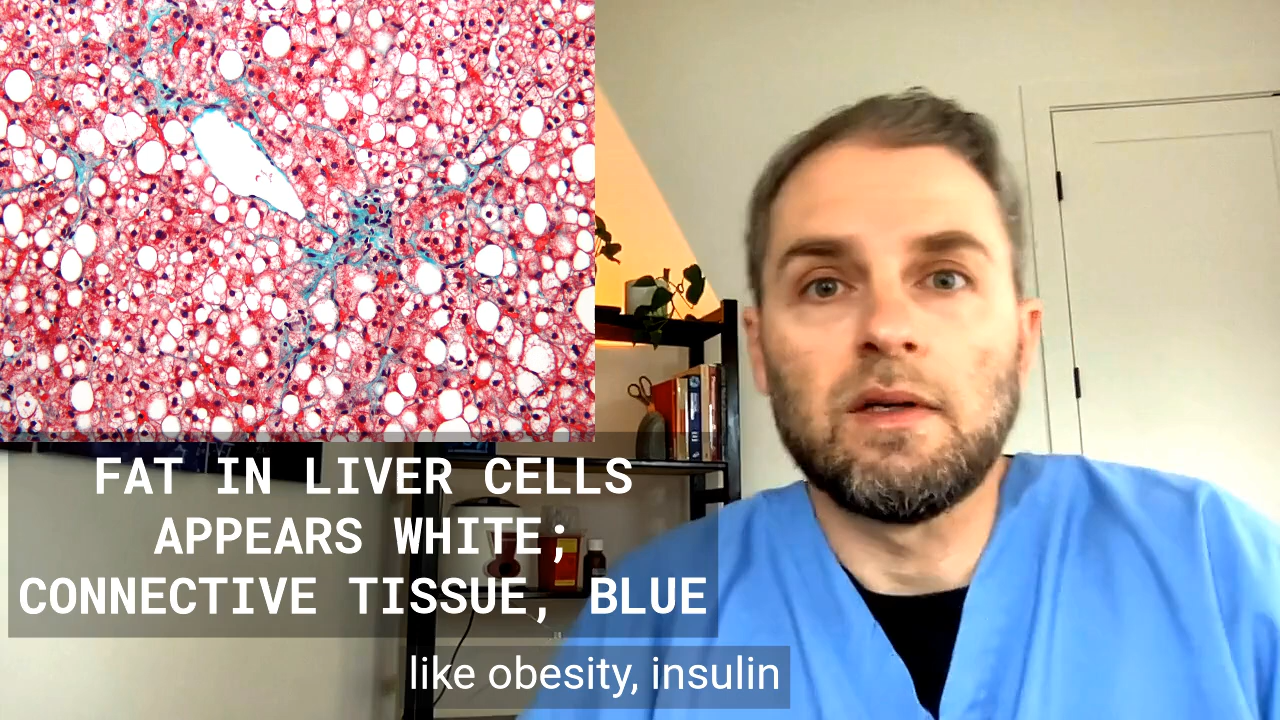 FAT IN LIVER CELLS
APPEARS WHITE;
CONNECTIVE TISSUE, BLUE
like obesity, insulin